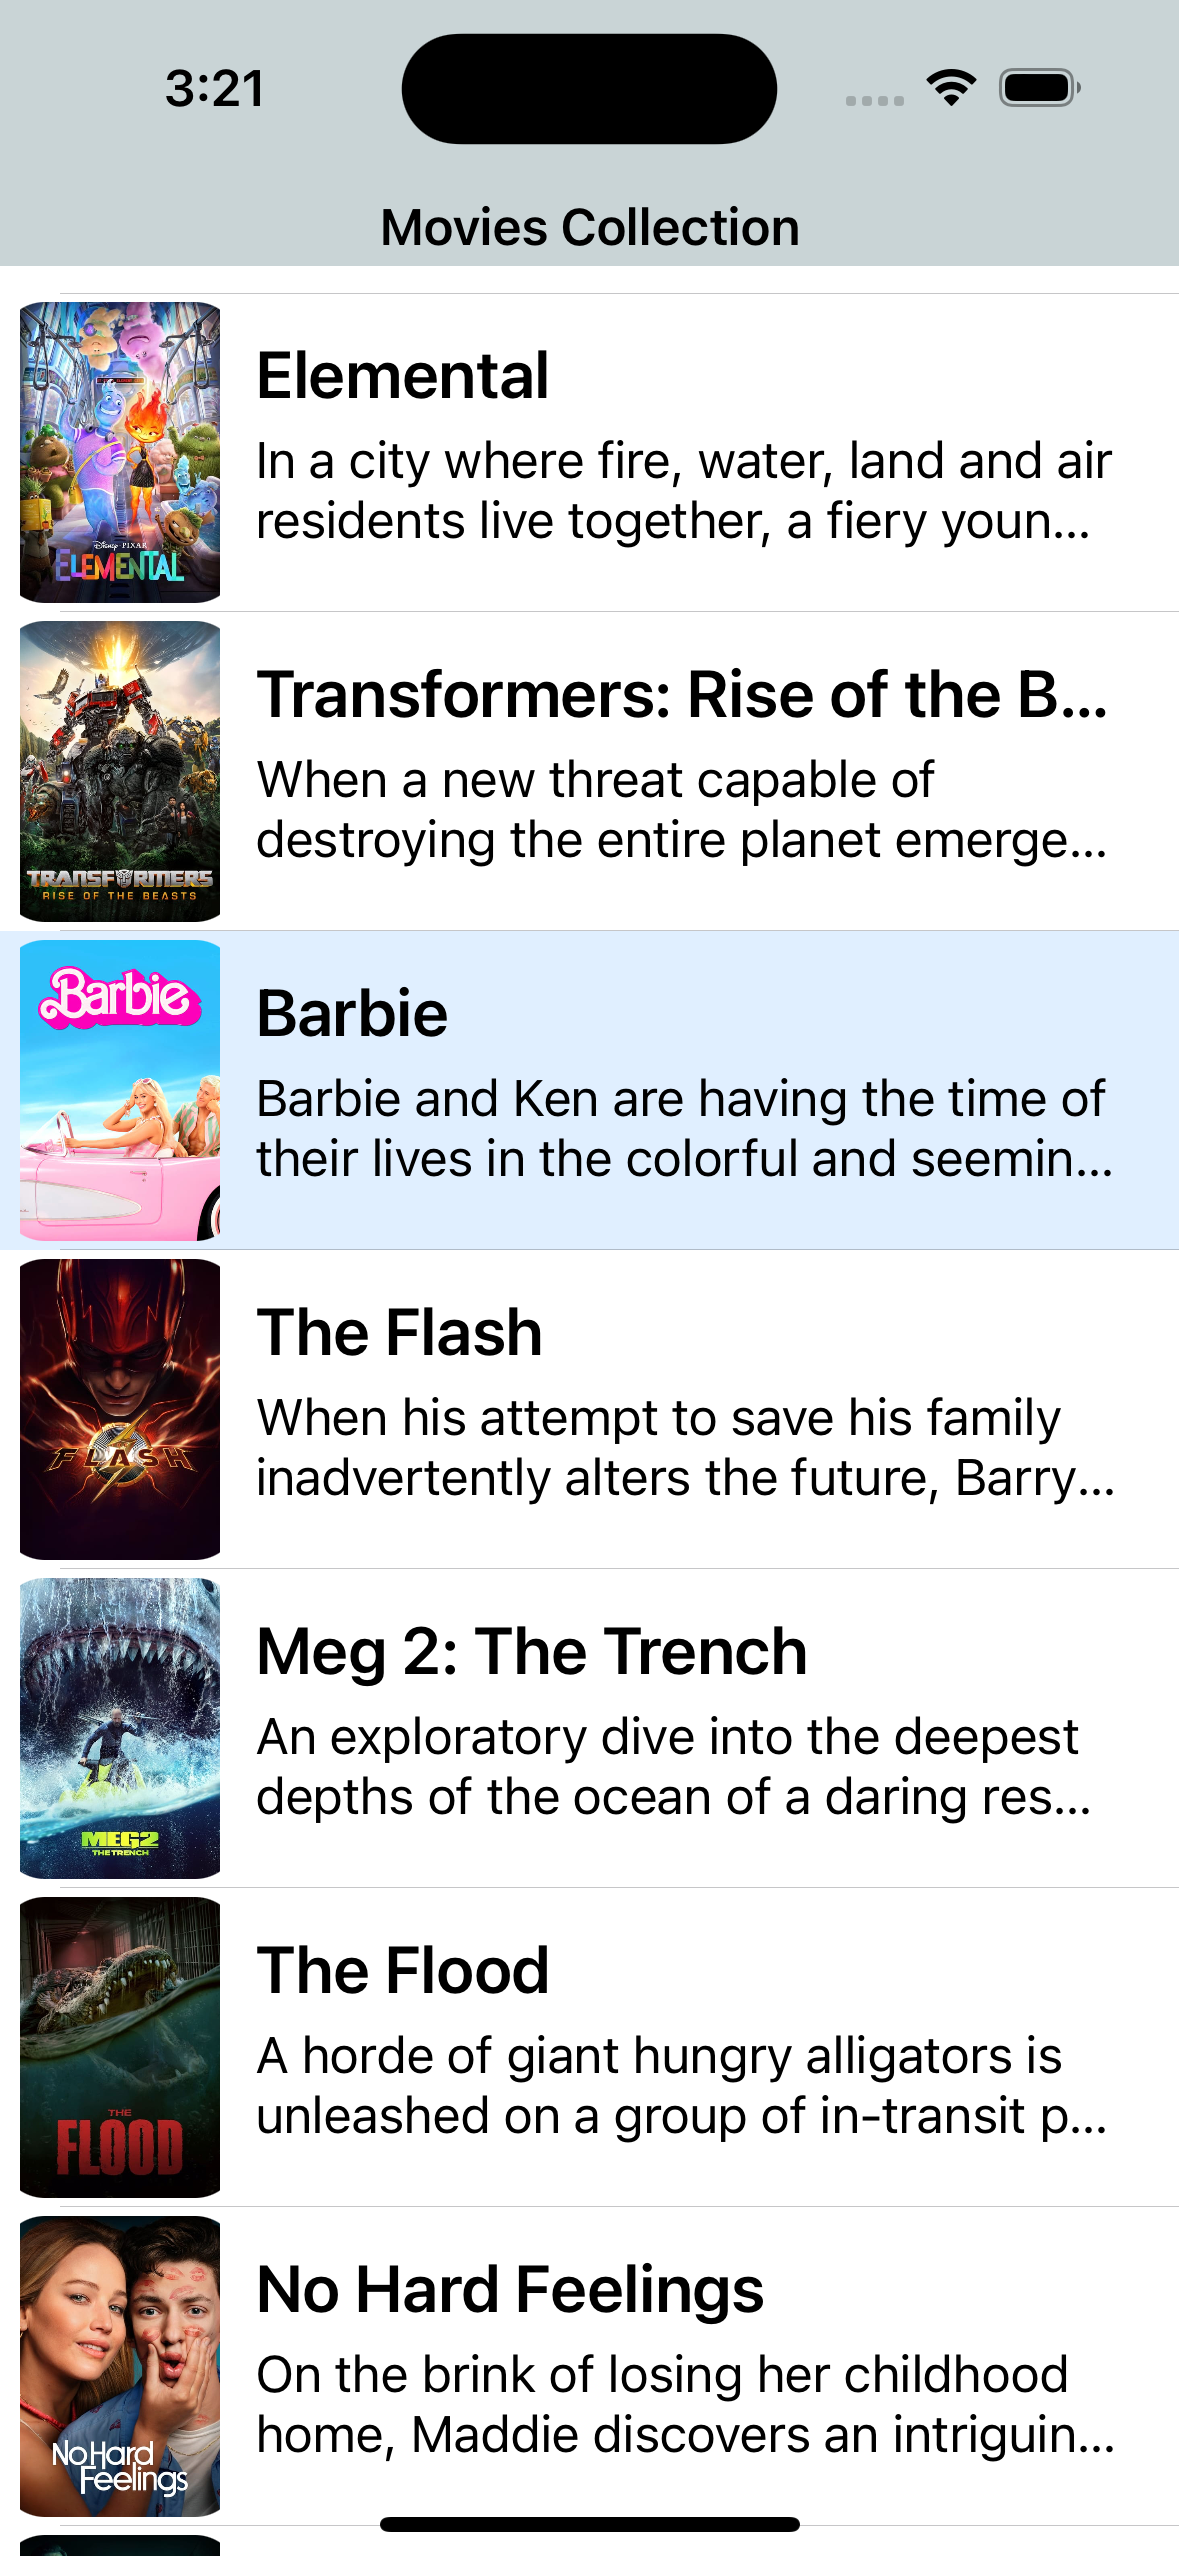 3:21
Movies Collection
Disney PIXAR
ELEMENTAL
Elemental
In a city where fire, water, land and air
residents live together, a fiery youn...
TRANSFORMERS
RISE OF THE BEASTS
Transformers: Rise of the B...
When a new threat capable of
destroying the entire planet emerge...
Barbie
Barbie
Barbie and Ken are having the time of
their lives in the colorful and seemin...
FLASH
The Flash
When his attempt to save his family
inadvertently alters the future, Barry...
MEG2
THE TRENCH
Meg 2: The Trench
An exploratory dive into the deepest
depths of the ocean of a daring res...
THE
FLOOD
The Flood
A horde of giant hungry alligators is
unleashed on a group of in-transit p...
No Hard
Feelings
No Hard Feelings
On the brink of losing her childhood
home, Maddie discovers an intriguin...